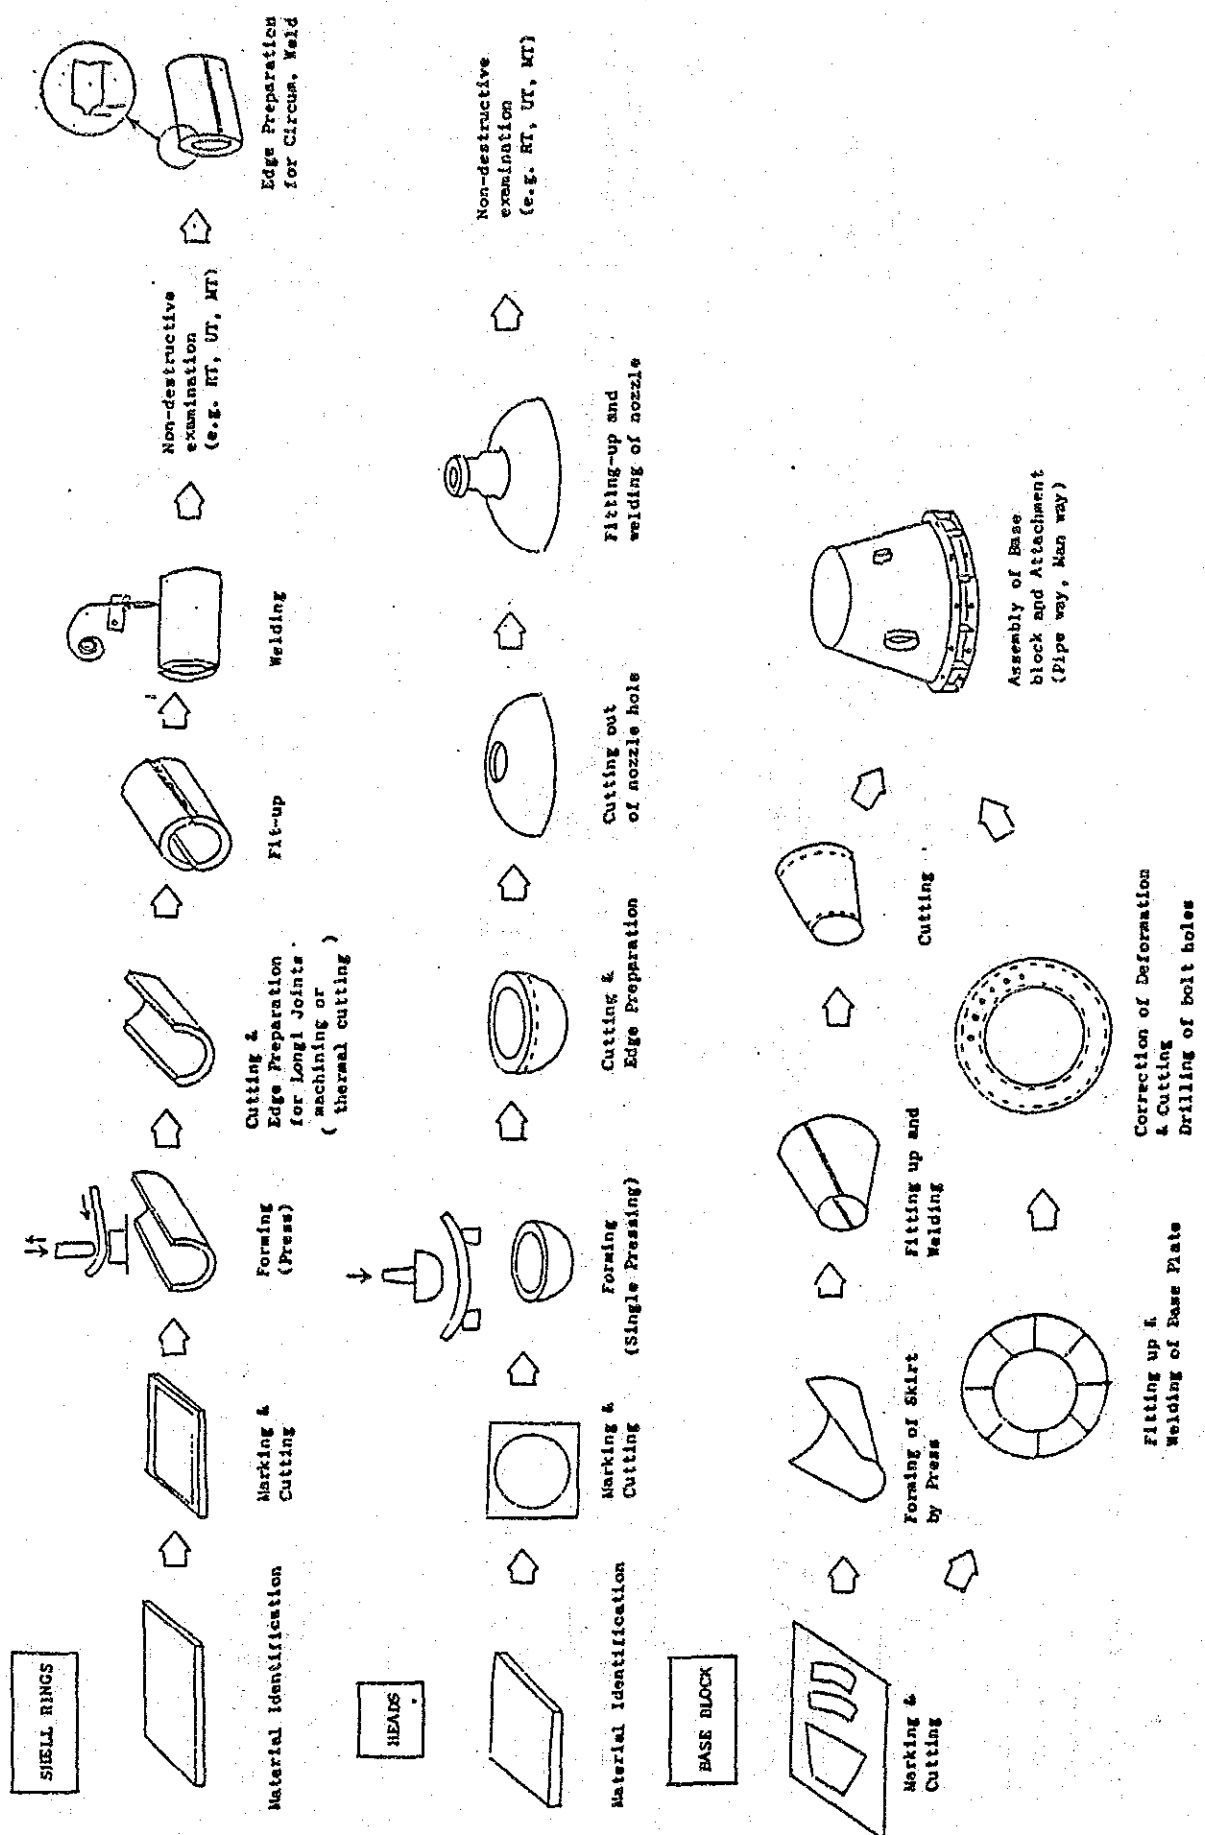 SHELL RINGS
Material Identification
Marking &
Cutting
Forming
(Press)
Cutting &
Edge Preparation
for Longi Joints
machining or
( thermal cutting )
Fit-up
Welding
Non-destructive
examination
(e.g. RT, UT, MT)
Edge Preparation
for Circum. Weld
HEADS
Material Identification
Marking &
Cutting
Forming
(Single Pressing)
Cutting &
Edge Preparation
Cutting out
of nozzle hole
Fitting-up and
welding of nozzle
Non-destructive
examination
(e.g. RT, UT, MT)
BASE BLOCK
Marking &
Cutting
Forming of Skirt
by Press
Fitting up and
Welding
Cutting
Fitting up &
Welding of Base Plate
Correction of Deformation
& Cutting
Drilling of bolt holes
Assembly of Base
block and Attachment
(Pipe way, Man way)